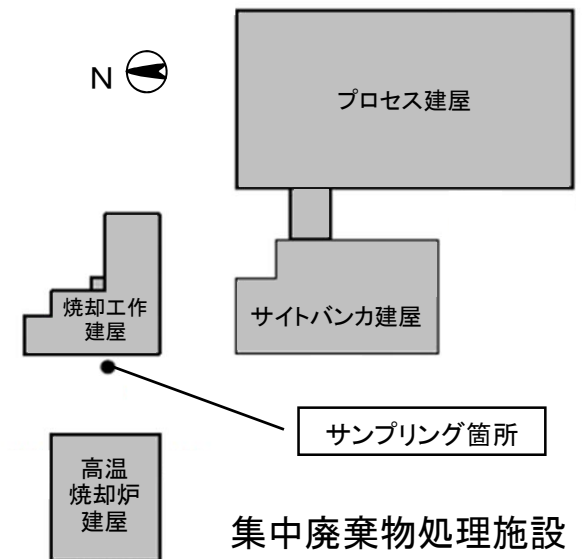 N
プロセス建屋
焼却工作
建屋
サイトバンカ建屋
サンプリング箇所
高温
焼却炉
建屋
集中廃棄物処理施設